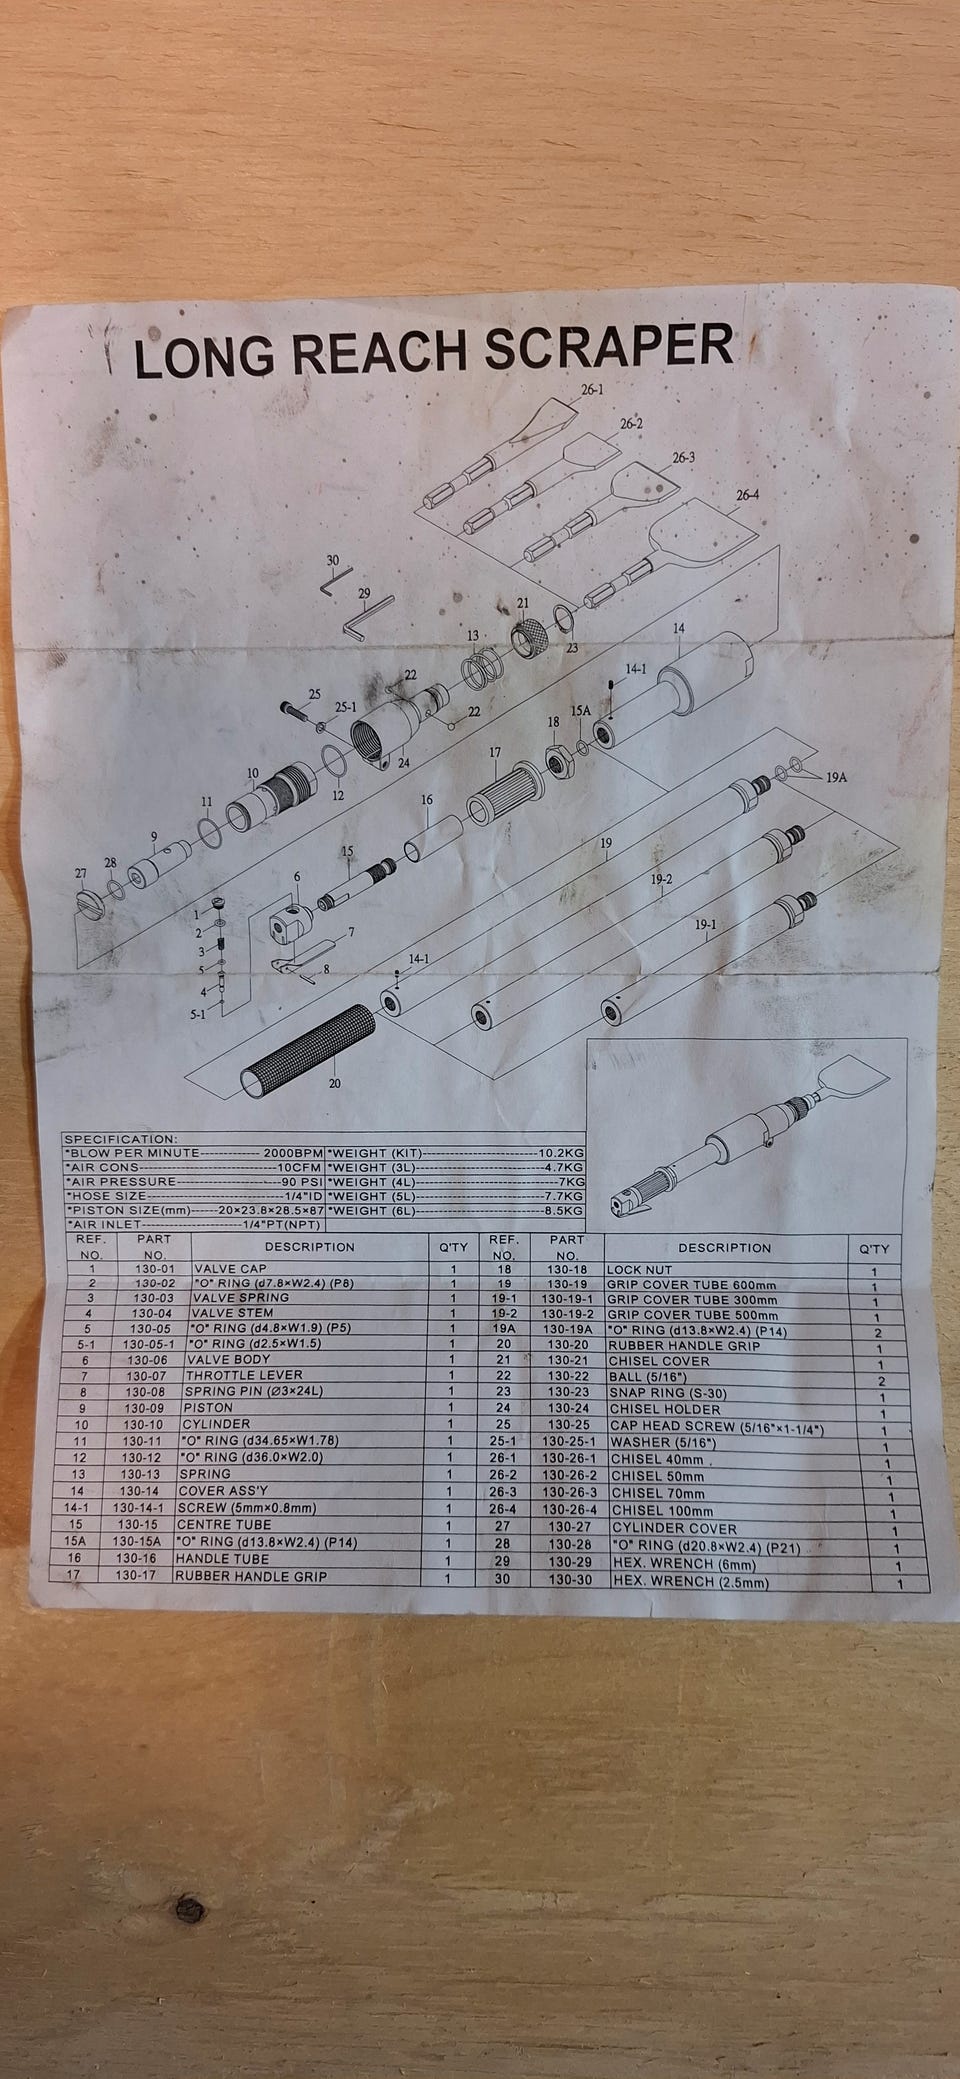 LONG REACH SCRAPER
26-1
26-2
26-3
26-4
30
29
21
23
13
14
22
14-1
25
25-1
22
15A
18
24
17
12
10
19A
11
16
9
19
15
28
27
6
19-2
1
2
19-1
3
7
5
14-1
8
4
5-1
20
SPECIFICATION:
*BLOW PER MINUTE----------2000BPM *WEIGHT (KIT)----------10.2KG
*AIR CONS----------10CFM *WEIGHT (3L)----------4.7KG
*AIR PRESSURE----------90 PSI *WEIGHT (4L)----------7KG
*HOSE SIZE----------1/4"ID *WEIGHT (5L)----------7.7KG
*PISTON SIZE(mm)------20×23.8×28.5×87 *WEIGHT (6L)----------8.5KG
*AIR INLET----------1/4"PT(NPT)
REF. NO. PART NO. DESCRIPTION Q'TY REF. NO. PART NO. DESCRIPTION Q'TY
1 130-01 VALVE CAP 1 18 130-18 LOCK NUT 1
2 130-02 "O" RING (d7.8×W2.4) (P8) 1 19 130-19 GRIP COVER TUBE 600mm 1
3 130-03 VALVE SPRING 1 19-1 130-19-1 GRIP COVER TUBE 300mm 1
4 130-04 VALVE STEM 1 19-2 130-19-2 GRIP COVER TUBE 500mm 1
5 130-05 "O" RING (d4.8×W1.9) (P5) 1 19A 130-19A "O" RING (d13.8×W2.4) (P14) 2
5-1 130-05-1 "O" RING (d2.5×W1.5) 1 20 130-20 RUBBER HANDLE GRIP 1
6 130-06 VALVE BODY 1 21 130-21 CHISEL COVER 1
7 130-07 THROTTLE LEVER 1 22 130-22 BALL (5/16") 2
8 130-08 SPRING PIN (Ø3×24L) 1 23 130-23 SNAP RING (S-30) 1
9 130-09 PISTON 1 24 130-24 CHISEL HOLDER 1
10 130-10 CYLINDER 1 25 130-25 CAP HEAD SCREW (5/16"×1-1/4") 1
11 130-11 "O" RING (d34.65×W1.78) 1 25-1 130-25-1 WASHER (5/16") 1
12 130-12 "O" RING (d36.0×W2.0) 1 26-1 130-26-1 CHISEL 40mm 1
13 130-13 SPRING 1 26-2 130-26-2 CHISEL 50mm 1
14 130-14 COVER ASS'Y 1 26-3 130-26-3 CHISEL 70mm 1
14-1 130-14-1 SCREW (5mm×0.8mm) 1 26-4 130-26-4 CHISEL 100mm 1
15 130-15 CENTRE TUBE 1 27 130-27 CYLINDER COVER 1
15A 130-15A "O" RING (d13.8×W2.4) (P14) 1 28 130-28 "O" RING (d20.8×W2.4) (P21) 1
16 130-16 HANDLE TUBE 1 29 130-29 HEX. WRENCH (6mm) 1
17 130-17 RUBBER HANDLE GRIP 1 30 130-30 HEX. WRENCH (2.5mm) 1